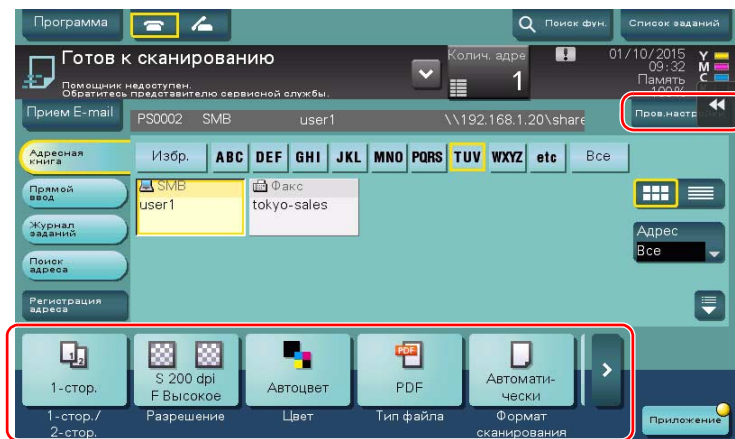 Программа
Поиск фун.
Список заданий
Готов к сканированию
Помощник недоступен.
Обратитесь к представителю сервисной службы.
Колич. адре
1
01/10/2015
09:32
Память
100%
Y
M
C
K
Прием E-mail
PS0002 SMB user1 \\192.168.1.20\share
Пров.настр
Адресная
книга
Избр. ABC DEF GHI JKL MNO PQRS TUV WXYZ etc Все
Прямой
ввод
SMB
user1
Факс
tokyo-sales
Журнал
заданий
Адрес
Все
Поиск
адреса
Регистрация
адреса
1-стор.
S 200 dpi
F Высокое
Автоцвет
PDF
PDF
Автомати-
чески
1-стор./
2-стор.
Разрешение
Цвет
Тип файла
Формат
сканирования
Приложение